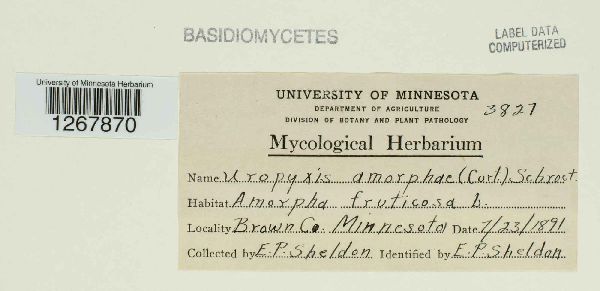 BASIDIOMYCETES
LABEL DATA
COMPUTERIZED
University of Minnesota Herbarium
1267870
UNIVERSITY OF MINNESOTA
DEPARTMENT OF AGRICULTURE
DIVISION OF BOTANY AND PLANT PATHOLOGY
3827
Mycological Herbarium
Name Uropyxis amorphae (Curt.) Schroet.
Habitat Amorpha fruticosa L.
Locality Brown Co. Minnesota Date 7/23/1891
Collected by E.P. Sheldon Identified by E.P. Sheldon